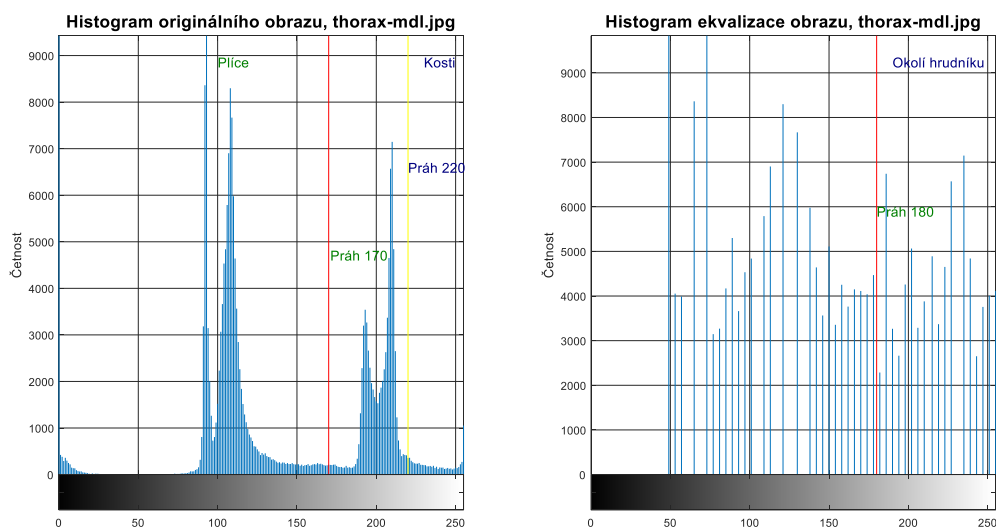 Histogram originálního obrazu, thorax-mdl.jpg
9000
8000
7000
6000
5000
4000
3000
2000
1000
0
Četnost
Plíce
Kosti
Práh 220
Práh 170
0 50 100 150 200 250
Histogram ekvalizace obrazu, thorax-mdl.jpg
9000
8000
7000
6000
5000
4000
3000
2000
1000
0
Četnost
Okolí hrudníku
Práh 180
0 50 100 150 200 250